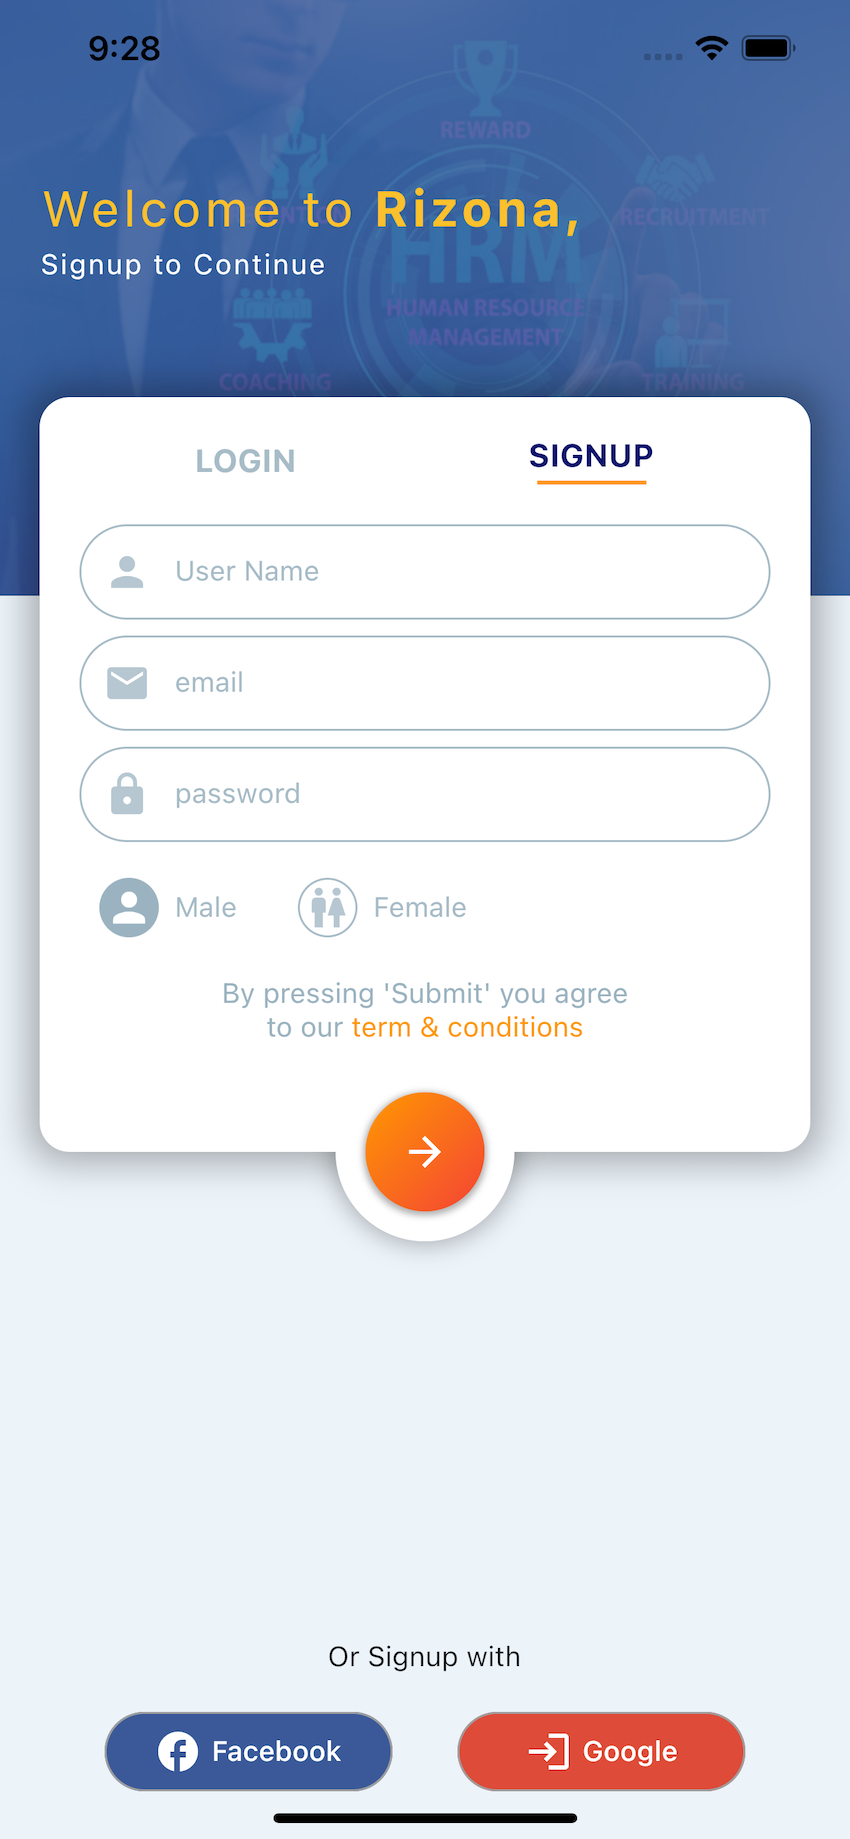 9:28
REWARD
Welcome to Rizona,
RECRUITMENT
Signup to Continue
HRM
HUMAN RESOURCE
MANAGEMENT
COACHING
TRAINING
LOGIN
SIGNUP
User Name
email
password
Male
Female
By pressing 'Submit' you agree
to our term & conditions
Or Signup with
Facebook
Google